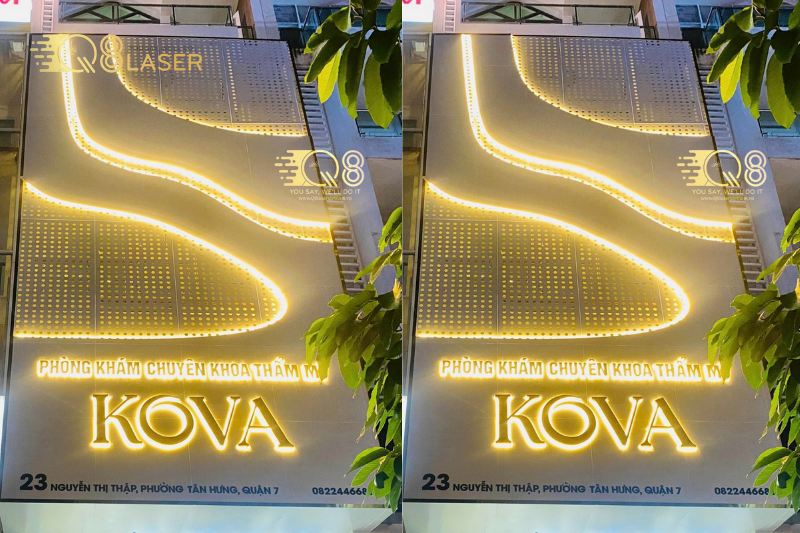 Q8 LASER
Q8
YOU SAY, WE'LL DO IT
PHÒNG KHÁM CHUYÊN KHOA THẨM
KOVA
23 NGUYỄN THỊ THẬP, PHƯỜNG TÂN HƯNG, QUẬN 7
Q8
YOU SAY, WE'LL DO IT
PHÒNG KHÁM CHUYÊN KHOA THẨM
KOVA
23 NGUYỄN THỊ THẬP, PHƯỜNG TÂN HƯNG, QUẬN 7